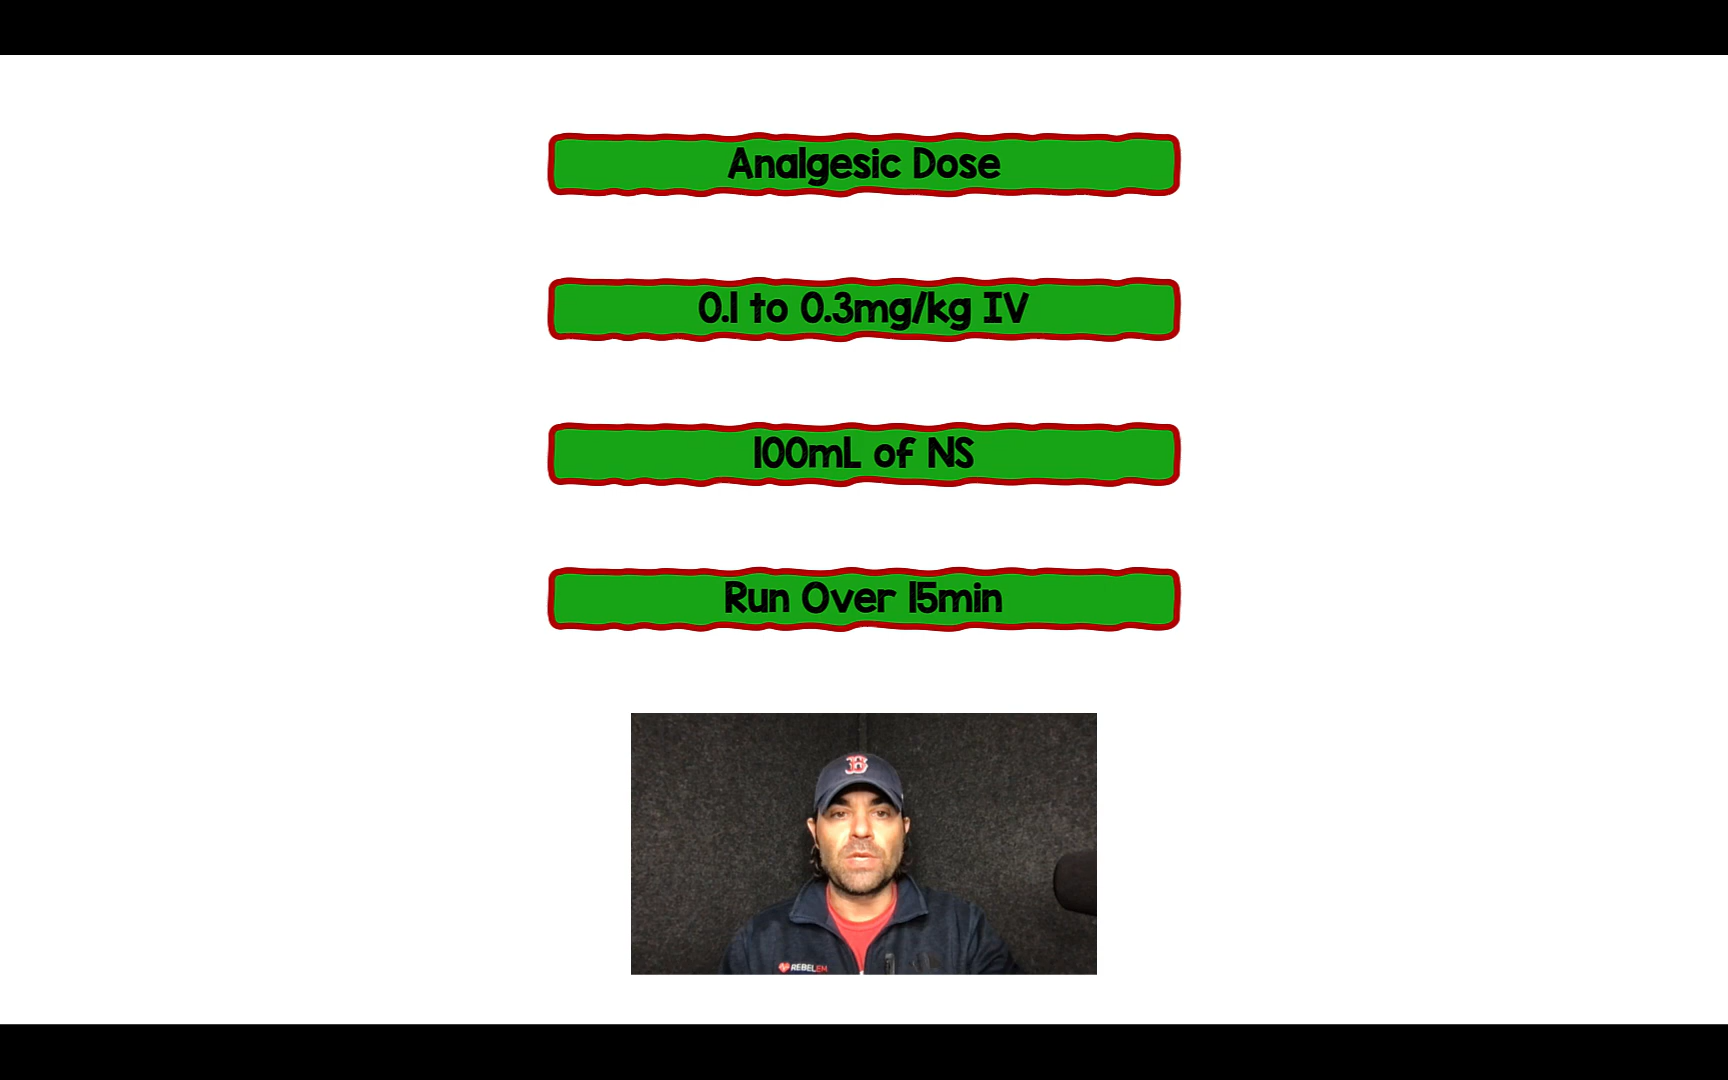 Analgesic Dose
0.1 to 0.3mg/kg IV
100mL of NS
Run Over 15min
B
REBELEM